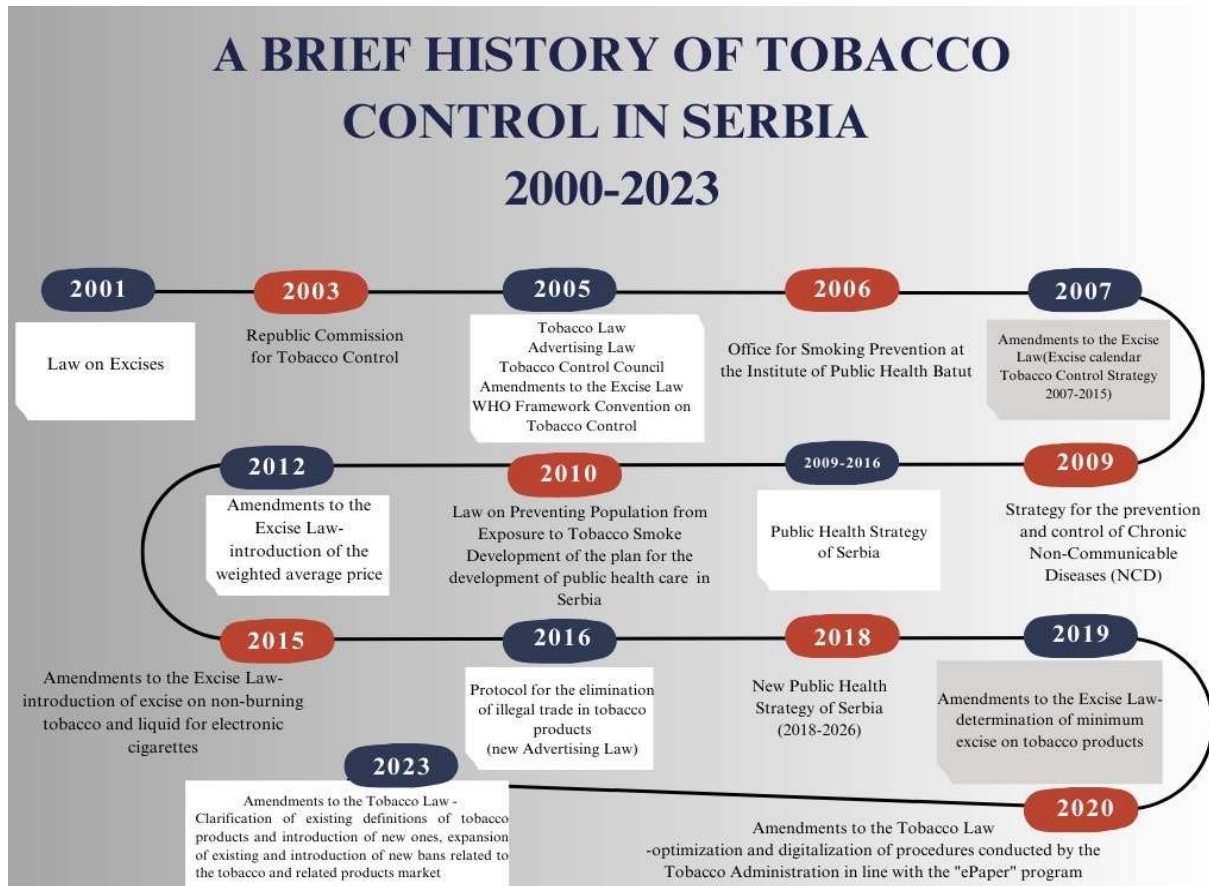 A BRIEF HISTORY OF TOBACCO
CONTROL IN SERBIA
2000-2023
2001
Law on Excises
2003
Republic Commission
for Tobacco Control
2005
Tobacco Law
Advertising Law
Tobacco Control Council
Amendments to the Excise Law
WHO Framework Convention on
Tobacco Control
2006
Office for Smoking Prevention at
the Institute of Public Health Batut
2007
Amendments to the Excise
Law(Excise calendar
Tobacco Control Strategy
2007-2015)
2009
Strategy for the prevention
and control of Chronic
Non-Communicable
Diseases (NCD)
2009-2016
Public Health Strategy
of Serbia
2010
Law on Preventing Population from
Exposure to Tobacco Smoke
Development of the plan for the
development of public health care in
Serbia
2012
Amendments to the
Excise Law-
introduction of the
weighted average price
2015
Amendments to the Excise Law-
introduction of excise on non-burning
tobacco and liquid for electronic
cigarettes
2016
Protocol for the elimination
of illegal trade in tobacco
products
(new Advertising Law)
2018
New Public Health
Strategy of Serbia
(2018-2026)
2019
Amendments to the Excise Law-
determination of minimum
excise on tobacco products
2020
Amendments to the Tobacco Law
-optimization and digitalization of procedures conducted by the
Tobacco Administration in line with the "ePaper" program
2023
Amendments to the Tobacco Law -
Clarification of existing definitions of tobacco
products and introduction of new ones, expansion
of existing and introduction of new bans related to
the tobacco and related products market